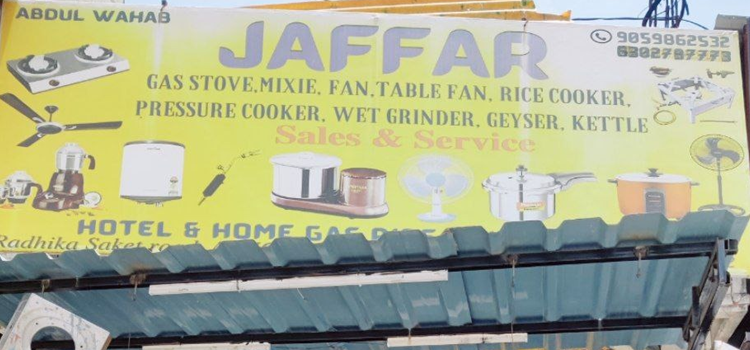 ABDUL WAHAB
JAFFAR
9059862532
6302787773
GAS STOVE,MIXIE, FAN,TABLE FAN, RICE COOKER,
PRESSURE COOKER, WET GRINDER, GEYSER, KETTLE
Sales & Service
HOTEL & HOME GAS
Radhika Saket